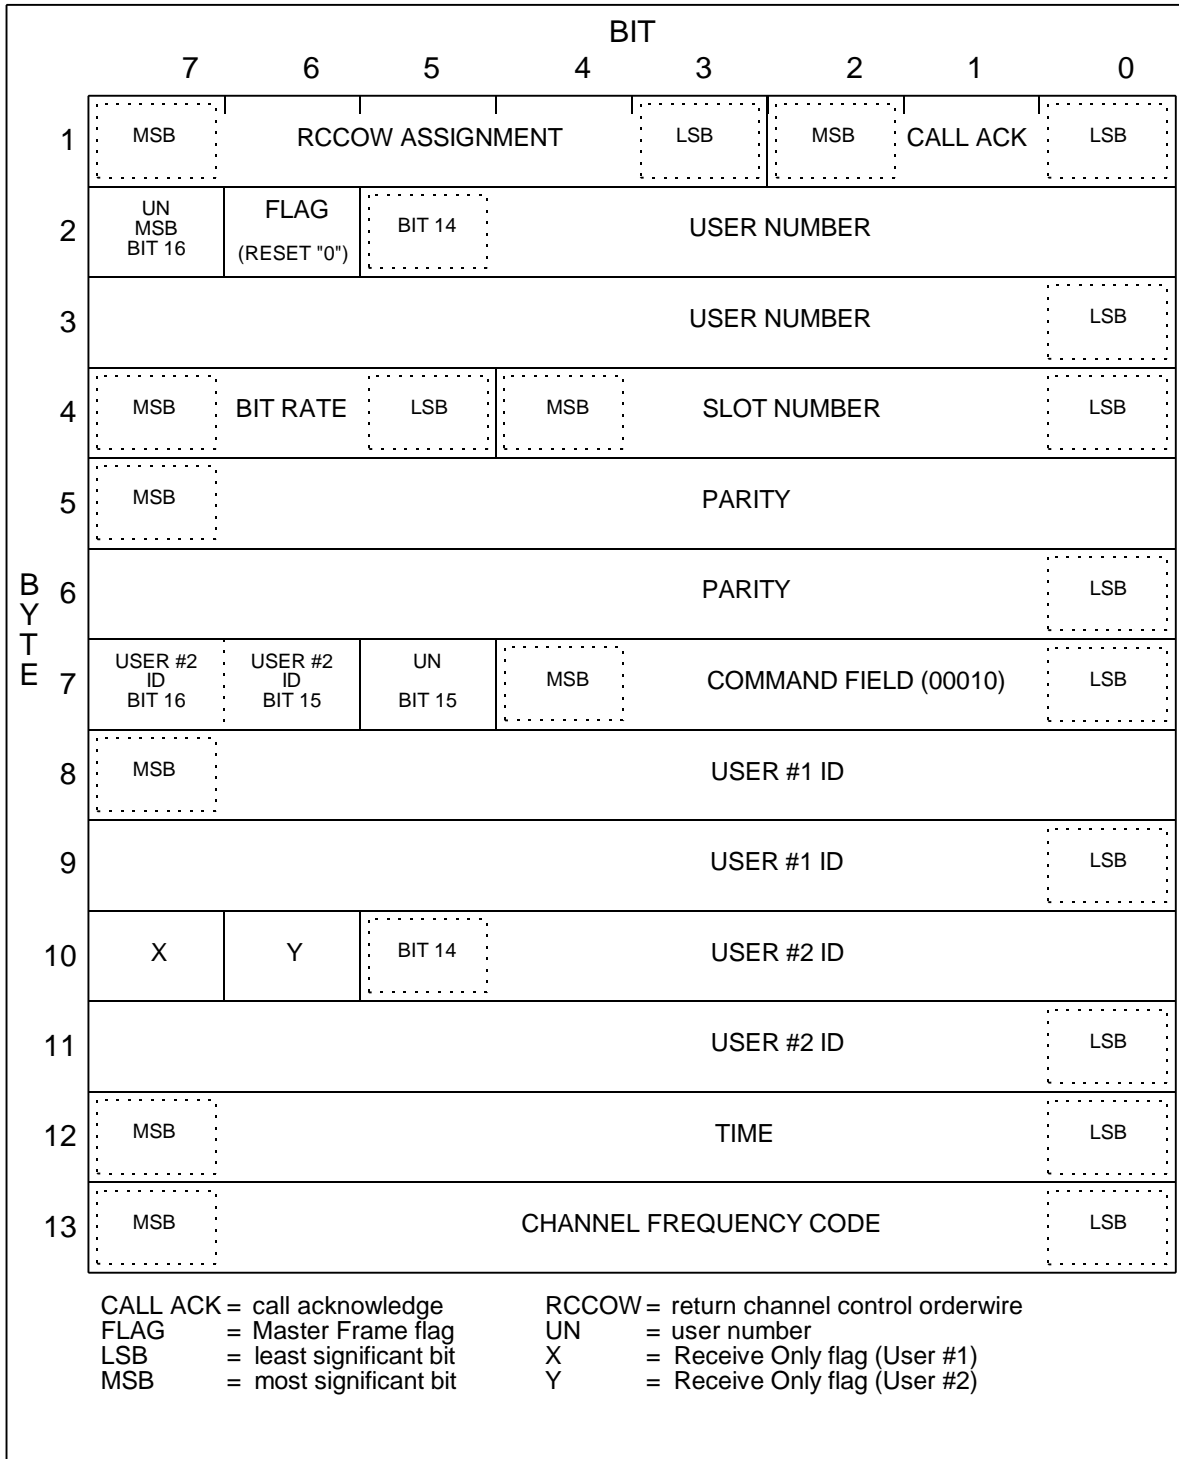 BIT
7 6 5 4 3 2 1 0
1 MSB RCCOW ASSIGNMENT LSB MSB CALL ACK LSB
2 UN MSB BIT 16 FLAG (RESET "0") BIT 14 USER NUMBER
3 USER NUMBER LSB
4 MSB BIT RATE LSB MSB SLOT NUMBER LSB
5 MSB PARITY
BYTE
6 PARITY LSB
7 USER #2 ID BIT 16 USER #2 ID BIT 15 UN BIT 15 MSB COMMAND FIELD (00010) LSB
8 MSB USER #1 ID
9 USER #1 ID LSB
10 X Y BIT 14 USER #2 ID
11 USER #2 ID LSB
12 MSB TIME LSB
13 MSB CHANNEL FREQUENCY CODE LSB
CALL ACK = call acknowledge RCCOW = return channel control orderwire
FLAG = Master Frame flag UN = user number
LSB = least significant bit X = Receive Only flag (User #1)
MSB = most significant bit Y = Receive Only flag (User #2)